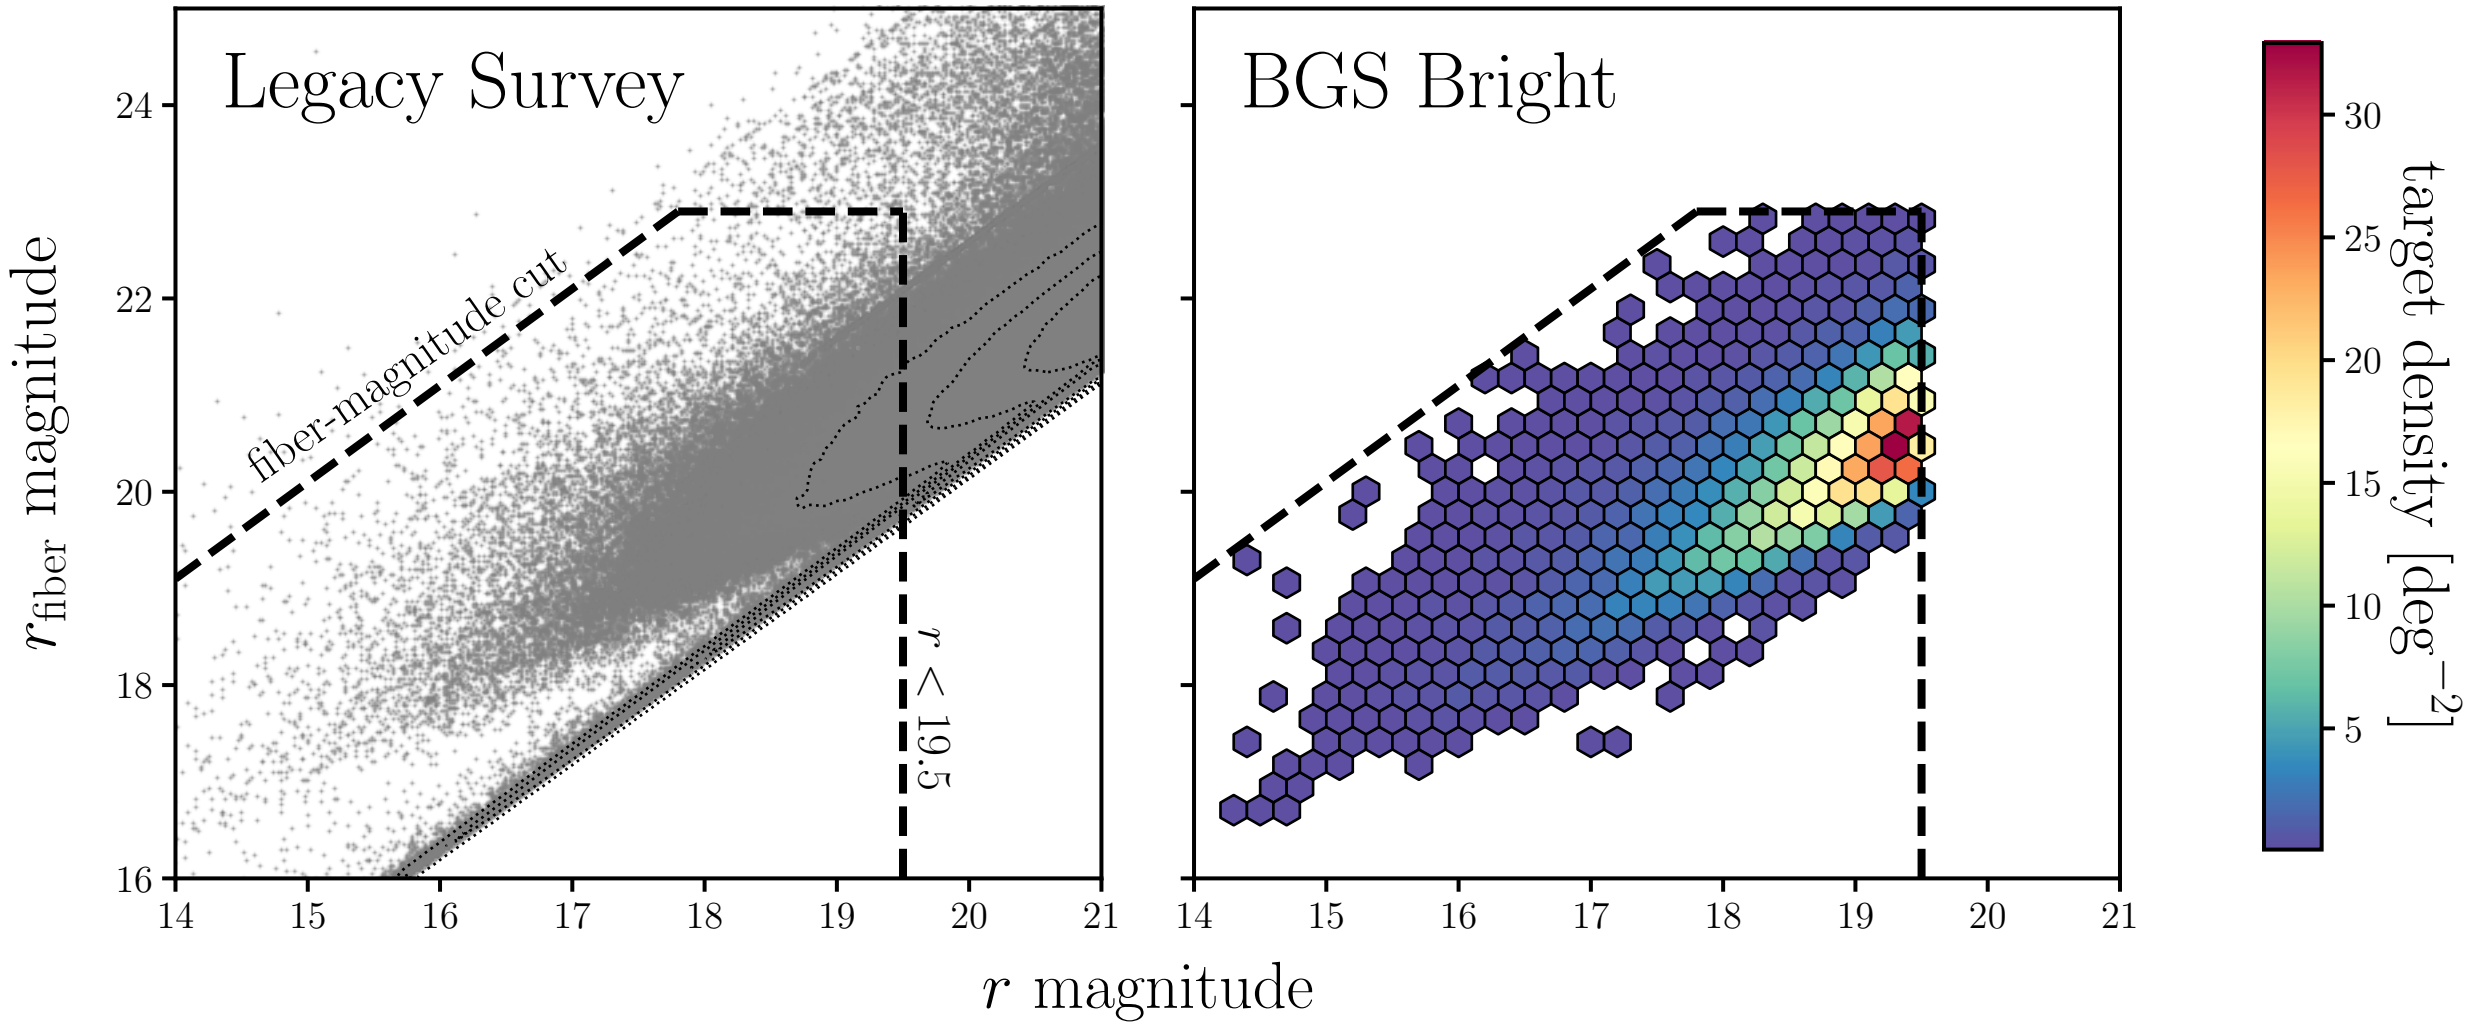 Legacy Survey
BGS Bright
fiber-magnitude cut
r < 19.5
r_fiber magnitude
24
22
20
18
16
14 15 16 17 18 19 20 21
14 15 16 17 18 19 20 21
r magnitude
30
25
20
15
10
5
target density [deg⁻²]